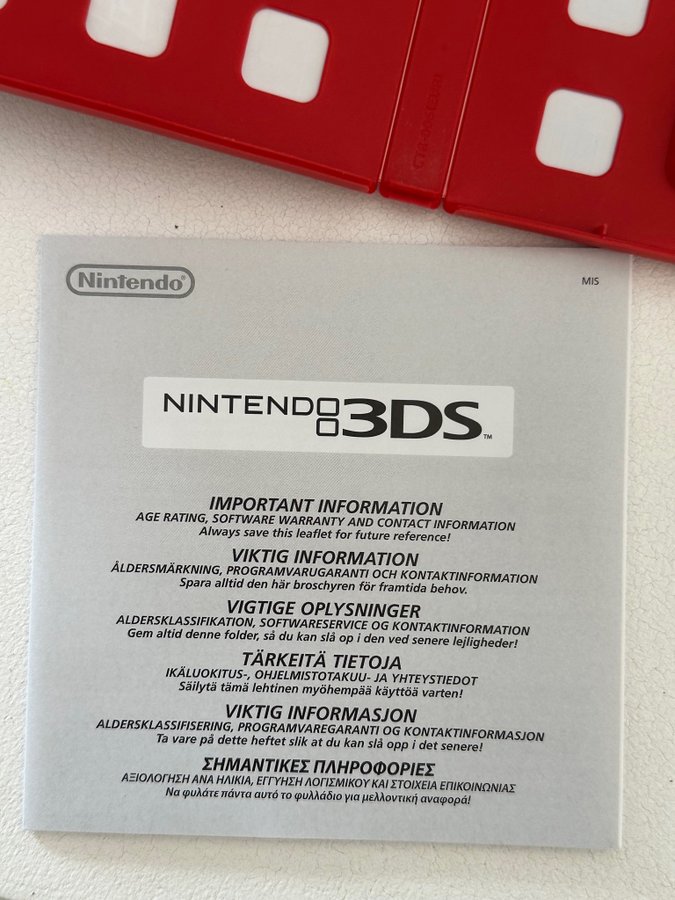 Nintendo®
MIS
NINTENDO 3DS™
IMPORTANT INFORMATION
AGE RATING, SOFTWARE WARRANTY AND CONTACT INFORMATION
Always save this leaflet for future reference!
VIKTIG INFORMATION
ÅLDERSMÄRKNING, PROGRAMVARUGARANTI OCH KONTAKTINFORMATION
Spara alltid den här broschyren för framtida behov.
VIGTIGE OPLYSNINGER
ALDERSKLASSIFIKATION, SOFTWARESERVICE OG KONTAKTINFORMATION
Gem altid denne folder, så du kan slå op i den ved senere lejligheder!
TÄRKEITÄ TIETOJA
IKÄLUOKITUS-, OHJELMISTOTAKUU- JA YHTEYSTIEDOT
Säilytä tämä lehtinen myöhempää käyttöä varten!
VIKTIG INFORMASJON
ALDERSKLASSIFISERING, PROGRAMVAREGARANTI OG KONTAKTINFORMASJON
Ta vare på dette heftet slik at du kan slå opp i det senere!
ΣΗΜΑΝΤΙΚΕΣ ΠΛΗΡΟΦΟΡΙΕΣ
ΑΞΙΟΛΟΓΗΣΗ ΑΝΑ ΗΛΙΚΙΑ, ΕΓΓΥΗΣΗ ΛΟΓΙΣΜΙΚΟΥ ΚΑΙ ΣΤΟΙΧΕΙΑ ΕΠΙΚΟΙΝΩΝΙΑΣ
Να φυλάτε πάντα αυτό το φυλλάδιο για μελλοντική αναφορά!